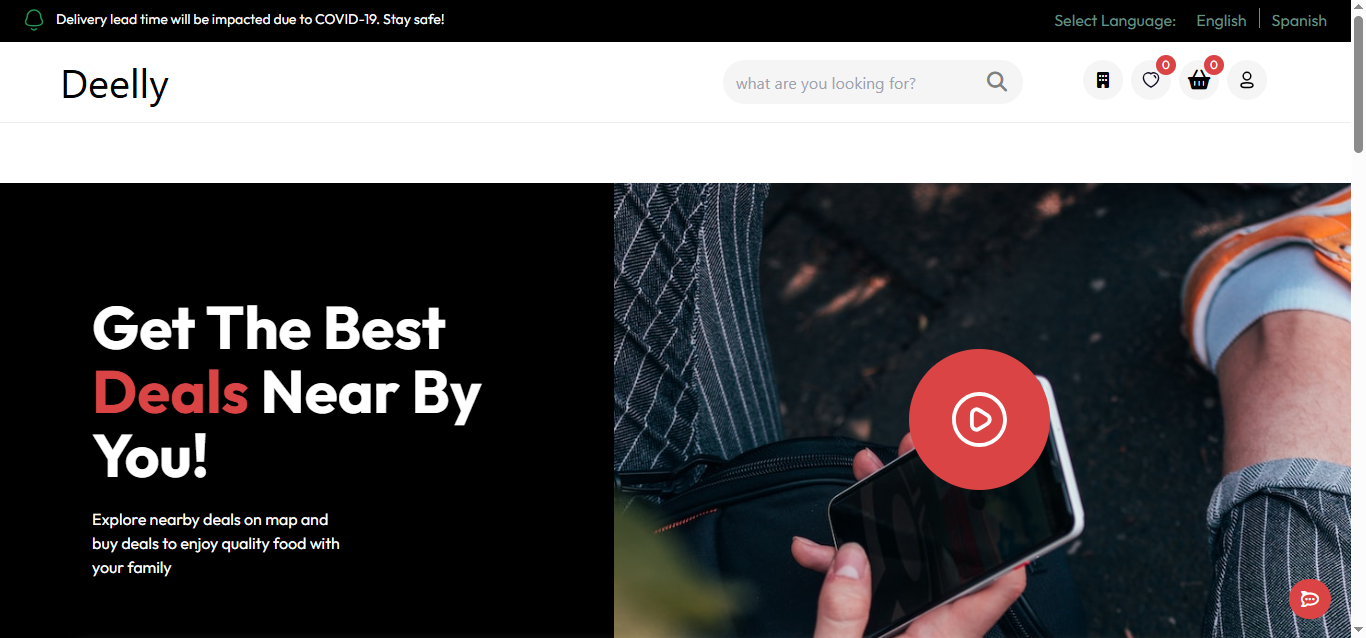 Delivery lead time will be impacted due to COVID-19. Stay safe!
Select Language: English Spanish
Deelly
what are you looking for?
0
0
Get The Best
Deals Near By
You!
Explore nearby deals on map and
buy deals to enjoy quality food with
your family